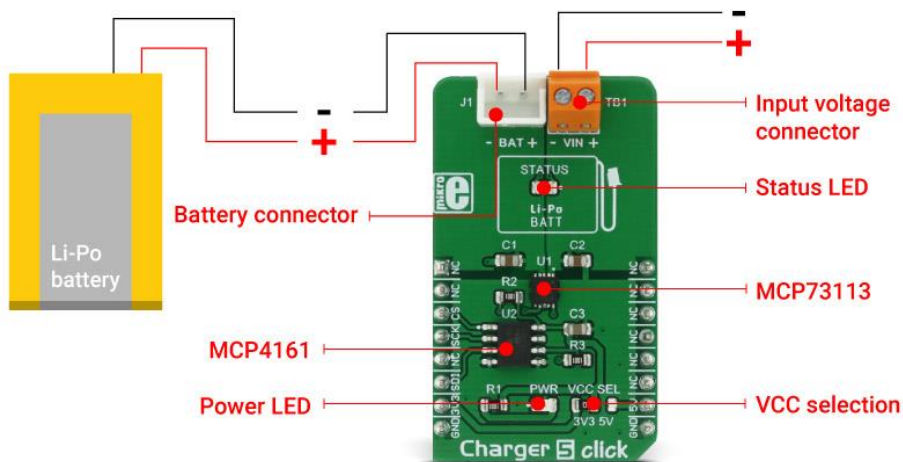 -
+
-
+
J1
TB1
- BAT +
- VIN +
Input voltage
connector
STATUS
Status LED
mikro
e
Li-Po
BATT
Battery connector
Li-Po
battery
C1
C2
U1
NC
NC
NC
R2
NC
MCP73113
CS
NC
U2
C3
SCK
NC
MCP4161
NC
R3
NC
SDI
NC
Power LED
3V3
R1
PWR
VCC SEL
5V
VCC selection
3V3 5V
GND
GND
Charger 5 click